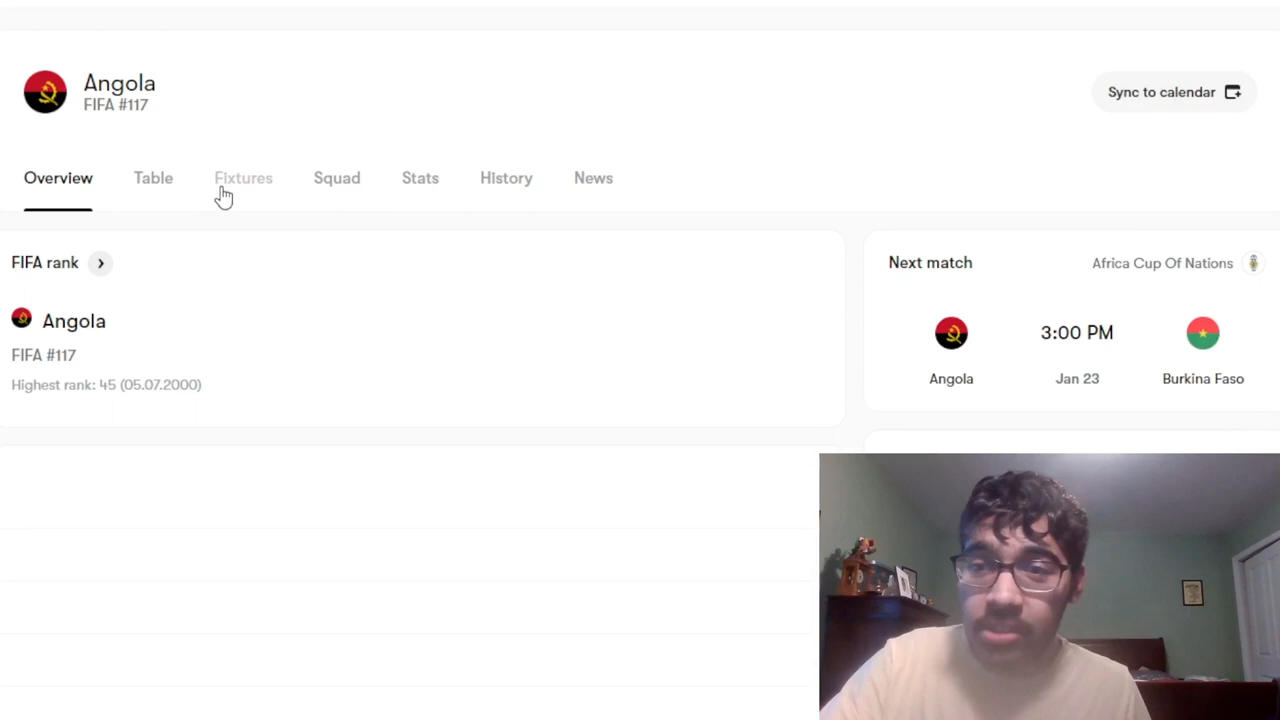 Angola
FIFA #117
Sync to calendar
Overview Table Fixtures Squad Stats History News
FIFA rank
Angola
FIFA #117
Highest rank: 45 (05.07.2000)
Next match Africa Cup Of Nations
3:00 PM
Angola Jan 23 Burkina Faso